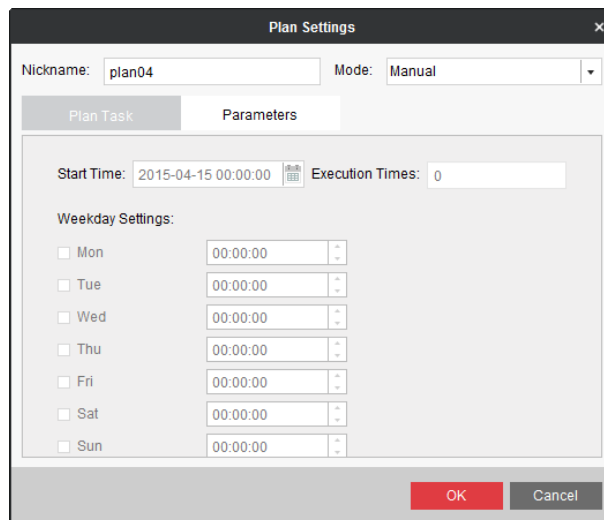 Plan Settings ×
Nickname: plan04 Mode: Manual
Plan Task Parameters
Start Time: 2015-04-15 00:00:00 Execution Times: 0
Weekday Settings:
Mon 00:00:00
Tue 00:00:00
Wed 00:00:00
Thu 00:00:00
Fri 00:00:00
Sat 00:00:00
Sun 00:00:00
OK Cancel